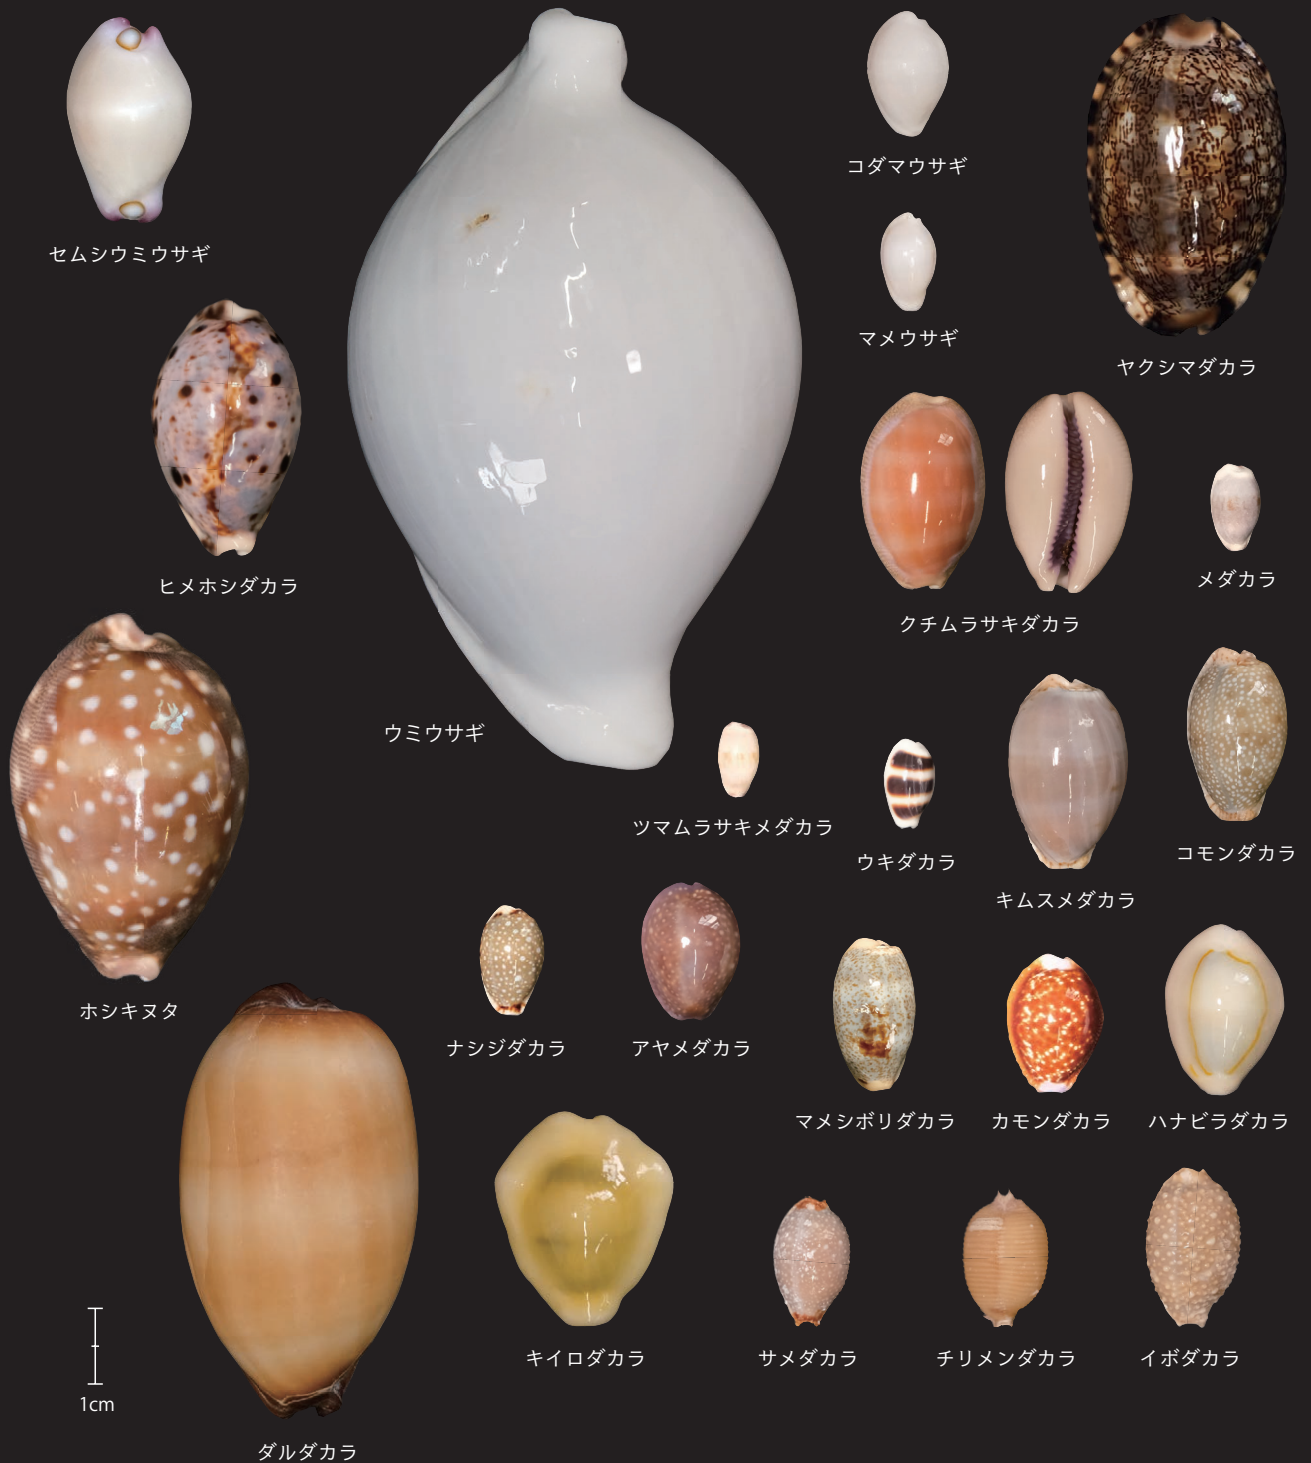 コダマウサギ
セムシウミウサギ
マメウサギ
ヤクシマダカラ
ヒメホシダカラ
メダカラ
クチムラサキダカラ
ウミウサギ
ツマムラサキメダカラ
ウキダカラ
コモンダカラ
キムスメダカラ
ホシキヌタ
ナシジダカラ
アヤメダカラ
マメシボリダカラ
カモンダカラ
ハナビラダカラ
キイロダカラ
サメダカラ
チリメンダカラ
イボダカラ
1cm
ダルダカラ